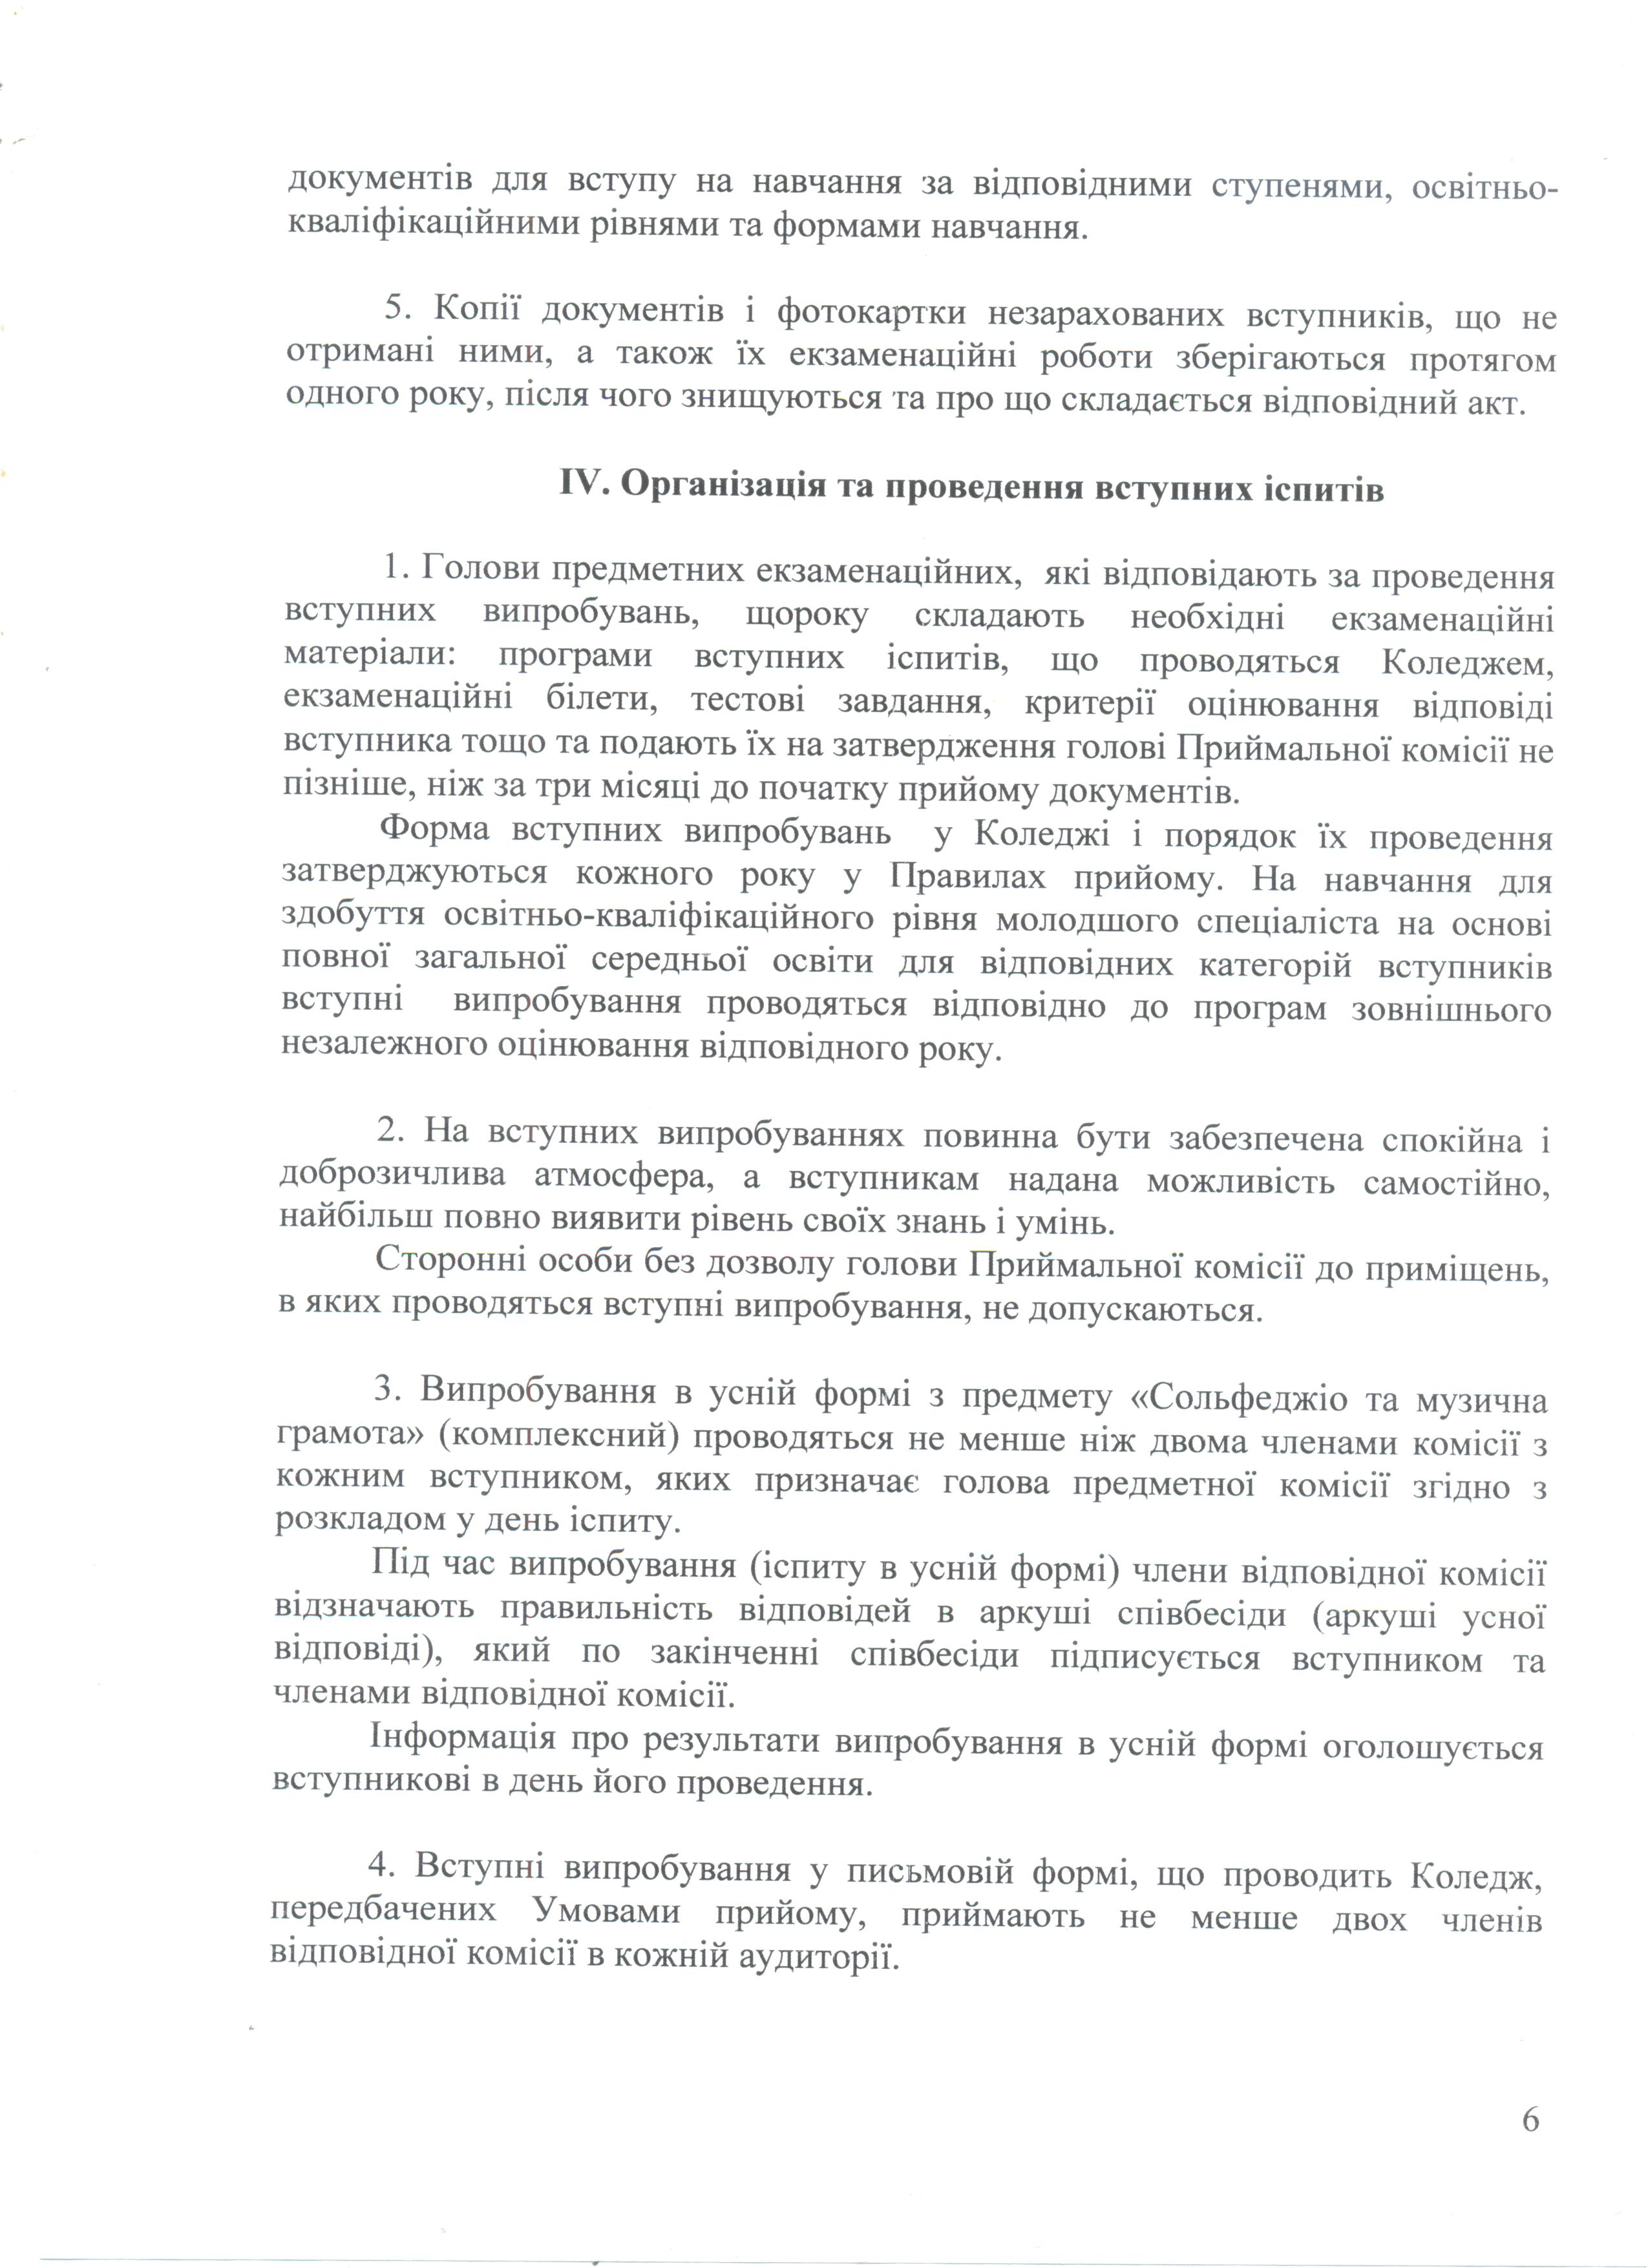 документів для вступу на навчання за відповідними ступенями, освітньо-
кваліфікаційними рівнями та формами навчання.
5. Копії документів і фотокартки незарахованих вступників, що не
отримані ними, а також їх екзаменаційні роботи зберігаються протягом
одного року, після чого знищуються та про що складається відповідний акт.
IV. Організація та проведення вступних іспитів
1. Голови предметних екзаменаційних, які відповідають за проведення
вступних випробувань, щороку складають необхідні екзаменаційні
матеріали: програми вступних іспитів, що проводяться Коледжем,
екзаменаційні білети, тестові завдання, критерії оцінювання відповіді
вступника тощо та подають їх на затвердження голові Приймальної комісії не
пізніше, ніж за три місяці до початку прийому документів.
Форма вступних випробувань у Коледжі і порядок їх проведення
затверджуються кожного року у Правилах прийому. На навчання для
здобуття освітньо-кваліфікаційного рівня молодшого спеціаліста на основі
повної загальної середньої освіти для відповідних категорій вступників
вступні випробування проводяться відповідно до програм зовнішнього
незалежного оцінювання відповідного року.
2. На вступних випробуваннях повинна бути забезпечена спокійна і
доброзичлива атмосфера, а вступникам надана можливість самостійно,
найбільш повно виявити рівень своїх знань і умінь.
Сторонні особи без дозволу голови Приймальної комісії до приміщень,
в яких проводяться вступні випробування, не допускаються.
3. Випробування в усній формі з предмету «Сольфеджіо та музична
грамота» (комплексний) проводяться не менше ніж двома членами комісії з
кожним вступником, яких призначає голова предметної комісії згідно з
розкладом у день іспиту.
Під час випробування (іспиту в усній формі) члени відповідної комісії
відзначають правильність відповідей в аркуші співбесіди (аркуші усної
відповіді), який по закінченні співбесіди підписується вступником та
членами відповідної комісії.
Інформація про результати випробування в усній формі оголошується
вступникові в день його проведення.
4. Вступні випробування у письмовій формі, що проводить Коледж,
передбачених Умовами прийому, приймають не менше двох членів
відповідної комісії в кожній аудиторії.
6